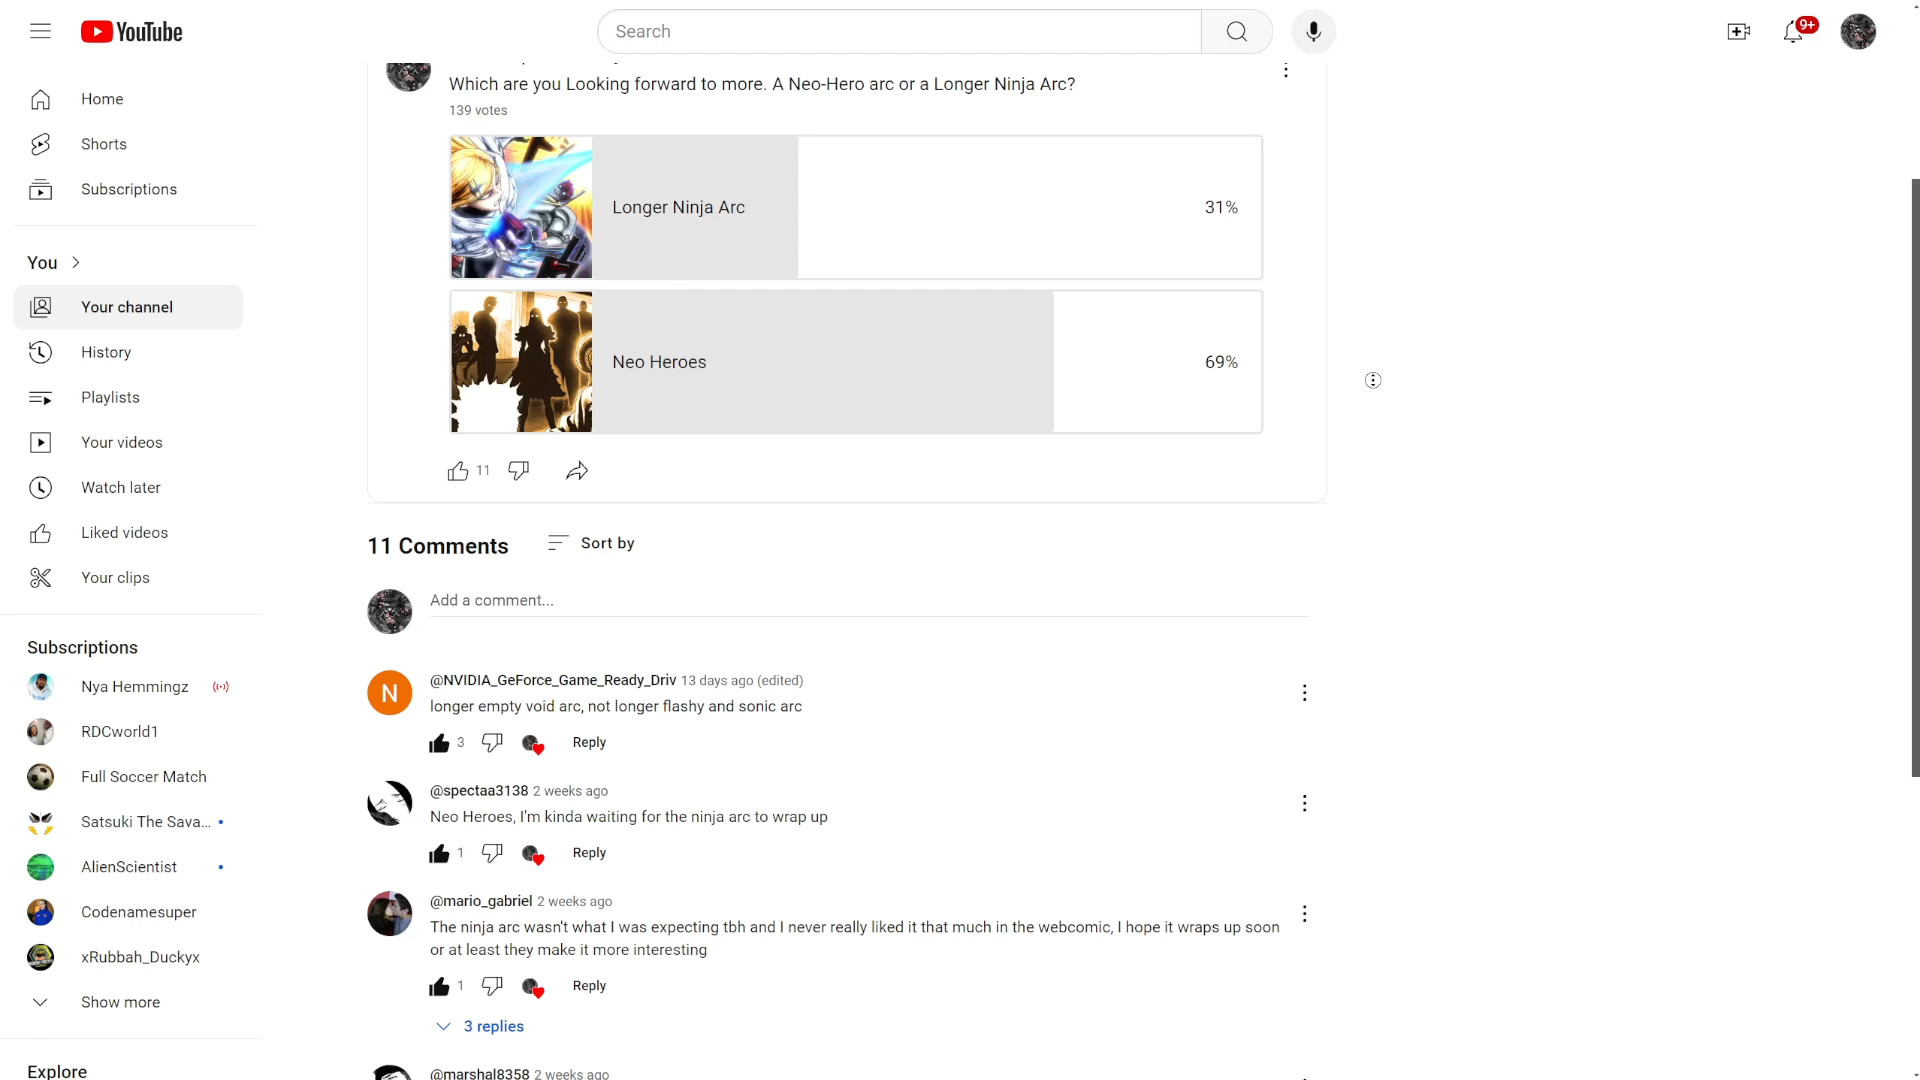 YouTube
Search
9+
Home
Shorts
Subscriptions
You
Your channel
History
Playlists
Your videos
Watch later
Liked videos
Your clips
Subscriptions
Nya Hemmingz
RDCworld1
Full Soccer Match
Satsuki The Sava...
AlienScientist
Codenamesuper
xRubbah_Duckyx
Show more
Explore
Which are you Looking forward to more. A Neo-Hero arc or a Longer Ninja Arc?
139 votes
Longer Ninja Arc
31%
Neo Heroes
69%
11
11 Comments
Sort by
Add a comment...
N
@NVIDIA_GeForce_Game_Ready_Driv 13 days ago (edited)
longer empty void arc, not longer flashy and sonic arc
3
Reply
@spectaa3138 2 weeks ago
Neo Heroes, I'm kinda waiting for the ninja arc to wrap up
1
Reply
@mario_gabriel 2 weeks ago
The ninja arc wasn't what I was expecting tbh and I never really liked it that much in the webcomic, I hope it wraps up soon
or at least they make it more interesting
1
Reply
3 replies
@marshal8358 2 weeks ago